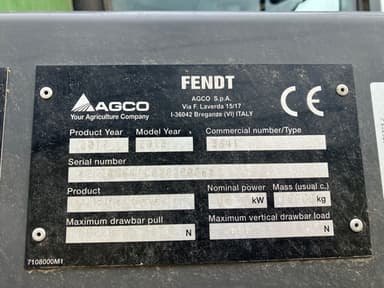 FENDT
AGCO
Your Agriculture Company
AGCO S.p.A.
Via F. Laverda 15/17
I-36042 Breganze (VI) ITALY
CE
Product Year Model Year Commercial number/Type
Serial number
Product Nominal power Mass (usual c.)
kW kg
Maximum drawbar pull Maximum vertical drawbar load
N N
7108000M1